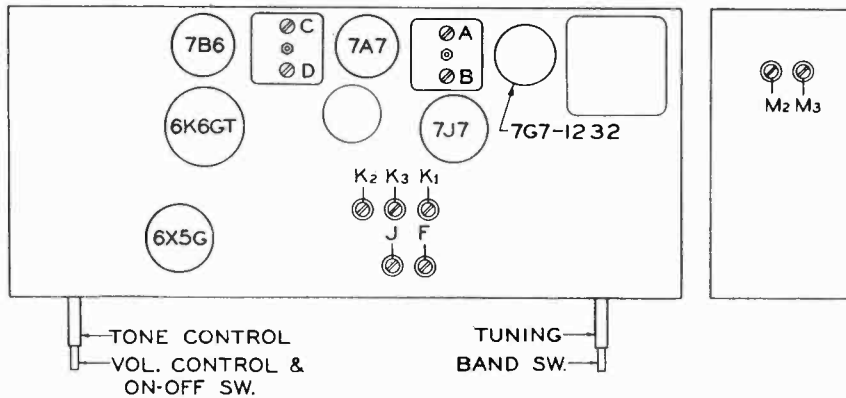 7B6
C
D
7A7
A
B
6K6GT
7J7
7G7-1232
M2 M3
K2 K3 K1
J F
6X5G
TONE CONTROL
VOL. CONTROL &
ON-OFF SW.
TUNING
BAND SW.